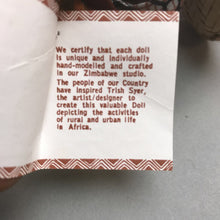 We certify that each doll
is unique and individually
hand-modelled and crafted
in our Zimbabwe studio.
The people of our Country
have inspired Trish Syer,
the artist/designer to
create this valuable Doll
depicting the activities
of rural and urban life
in Africa.